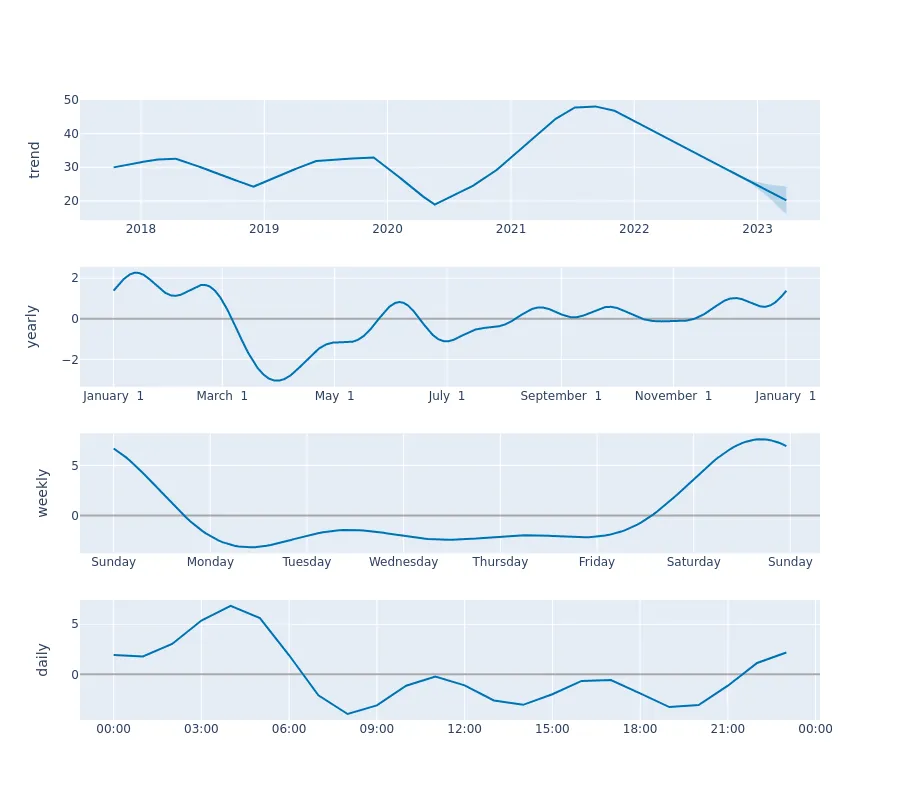 50
40
30
20
trend
2018 2019 2020 2021 2022 2023
2
0
−2
yearly
January 1 March 1 May 1 July 1 September 1 November 1 January 1
5
0
weekly
Sunday Monday Tuesday Wednesday Thursday Friday Saturday Sunday
5
0
daily
00:00 03:00 06:00 09:00 12:00 15:00 18:00 21:00 00:00